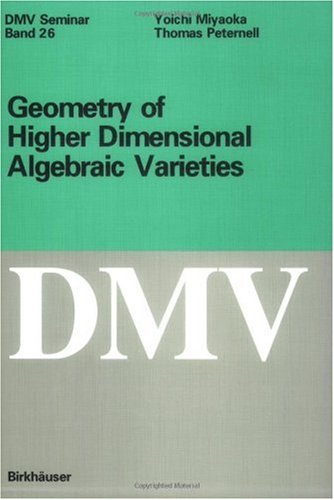 DMV Seminar
Band 26
Yoichi Miyaoka
Thomas Peternell
Geometry of
Higher Dimensional
Algebraic Varieties
DMV
Birkhäuser